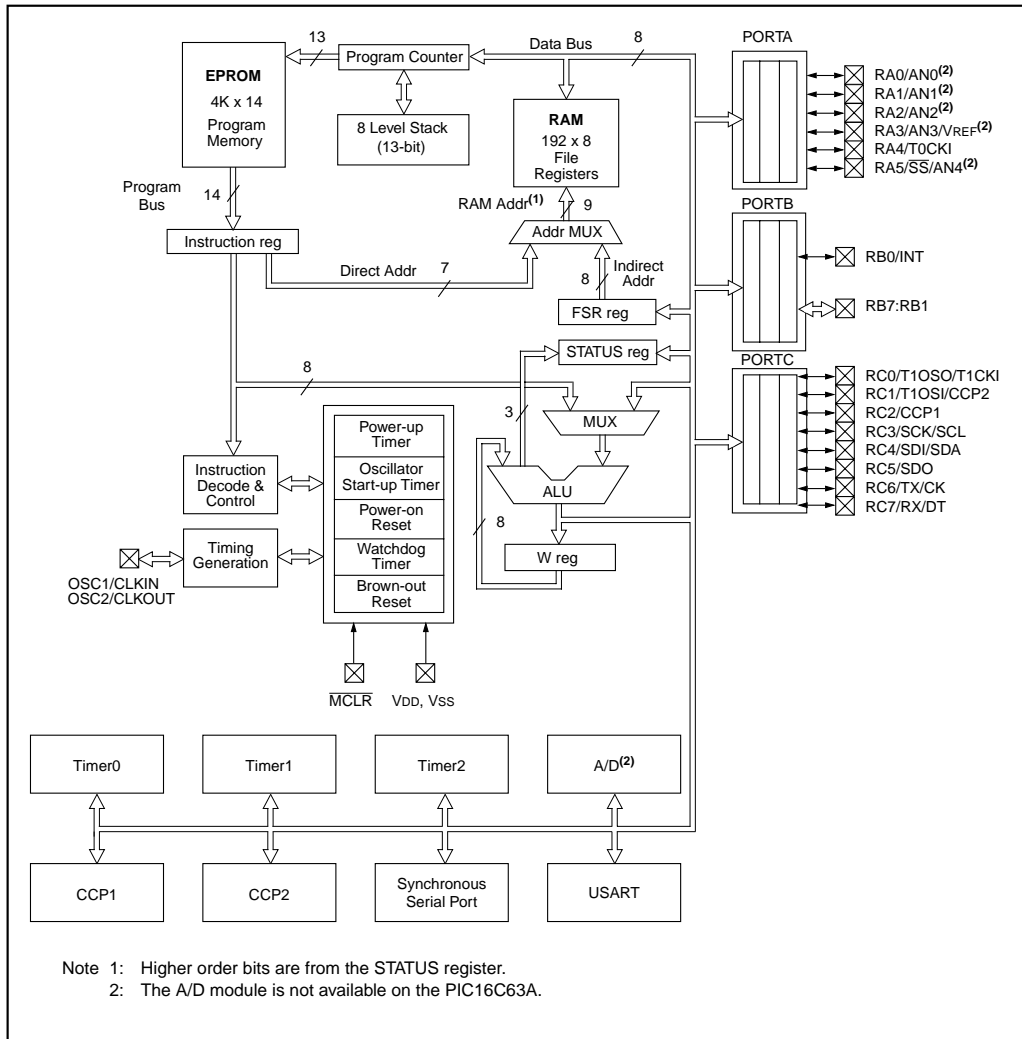 13
Program Counter
Data Bus
8
EPROM
4K x 14
Program
Memory
8 Level Stack
(13-bit)
RAM
192 x 8
File
Registers
Program
Bus
14
RAM Addr(1)
9
Addr MUX
Instruction reg
Direct Addr
7
8
Indirect
Addr
FSR reg
STATUS reg
8
3
MUX
ALU
8
W reg
Power-up
Timer
Oscillator
Start-up Timer
Power-on
Reset
Watchdog
Timer
Brown-out
Reset
Instruction
Decode &
Control
Timing
Generation
OSC1/CLKIN
OSC2/CLKOUT
MCLR
VDD, VSS
PORTA
RA0/AN0(2)
RA1/AN1(2)
RA2/AN2(2)
RA3/AN3/VREF(2)
RA4/T0CKI
RA5/SS/AN4(2)
PORTB
RB0/INT
RB7:RB1
PORTC
RC0/T1OSO/T1CKI
RC1/T1OSI/CCP2
RC2/CCP1
RC3/SCK/SCL
RC4/SDI/SDA
RC5/SDO
RC6/TX/CK
RC7/RX/DT
Timer0
Timer1
Timer2
A/D(2)
CCP1
CCP2
Synchronous
Serial Port
USART
Note 1: Higher order bits are from the STATUS register.
2: The A/D module is not available on the PIC16C63A.